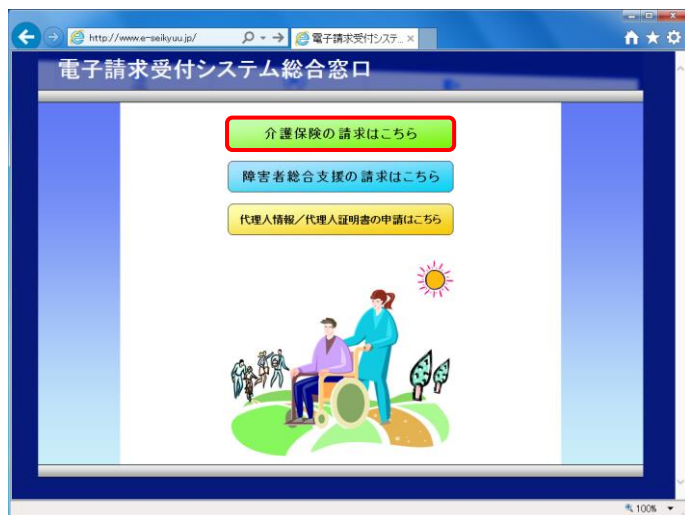 http://www.e-seikyuu.jp/
電子請求受付システ...
電子請求受付システム総合窓口
介護保険の請求はこちら
障害者総合支援の請求はこちら
代理人情報／代理人証明書の申請はこちら
100%